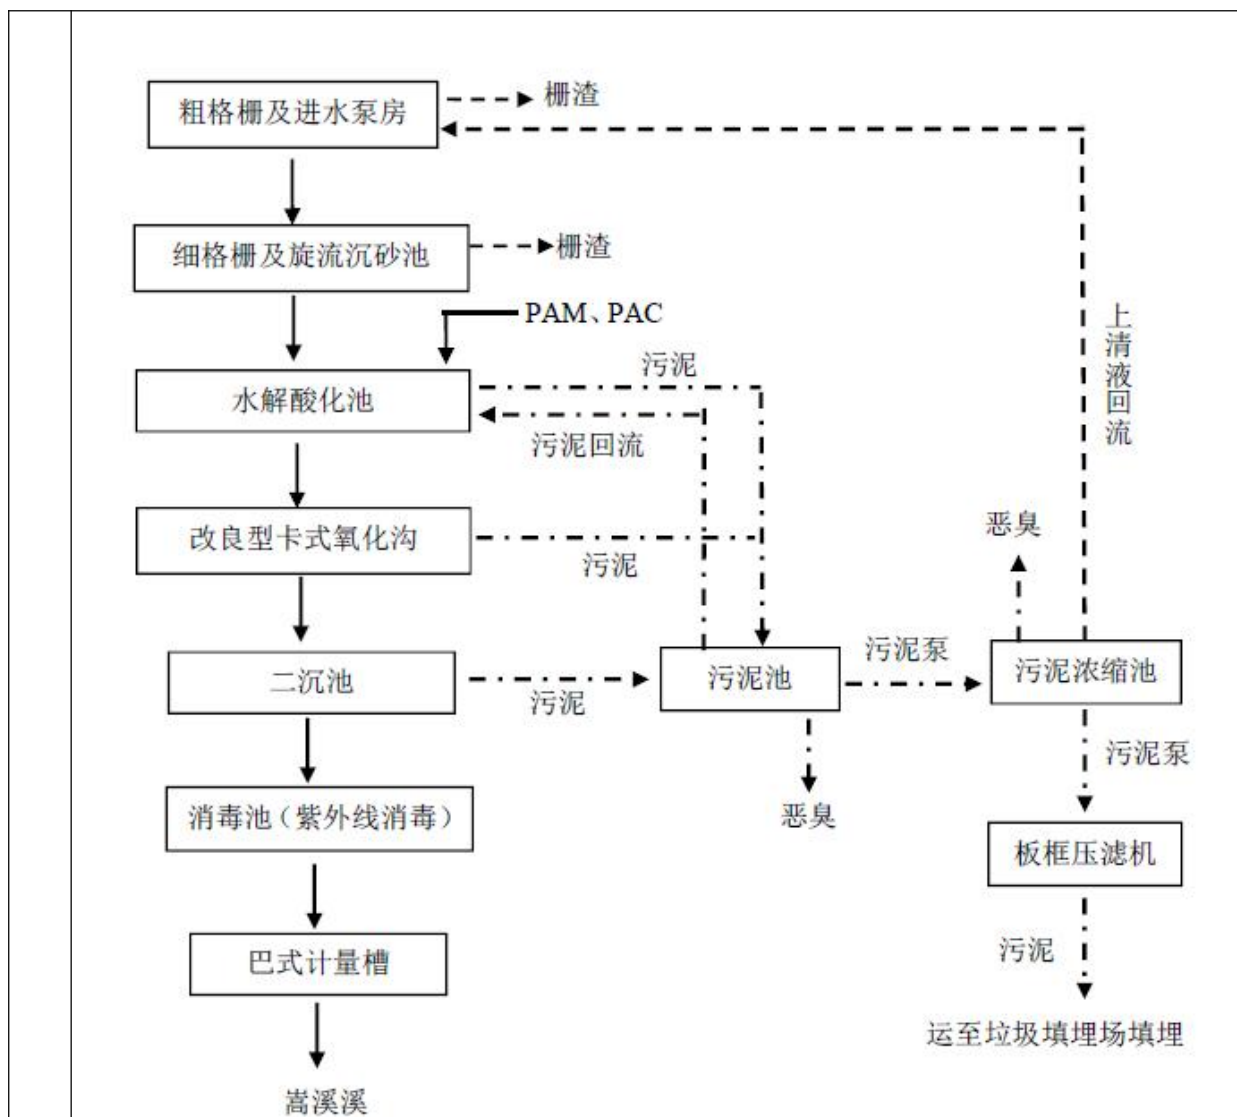 粗格栅及进水泵房
栅渣
细格栅及旋流沉砂池
栅渣
PAM、PAC
上清液回流
污泥
水解酸化池
污泥回流
恶臭
改良型卡式氧化沟
污泥
污泥泵
二沉池
污泥池
污泥浓缩池
污泥
污泥泵
消毒池（紫外线消毒）
恶臭
板框压滤机
污泥
巴式计量槽
运至垃圾填埋场填埋
嵩溪溪